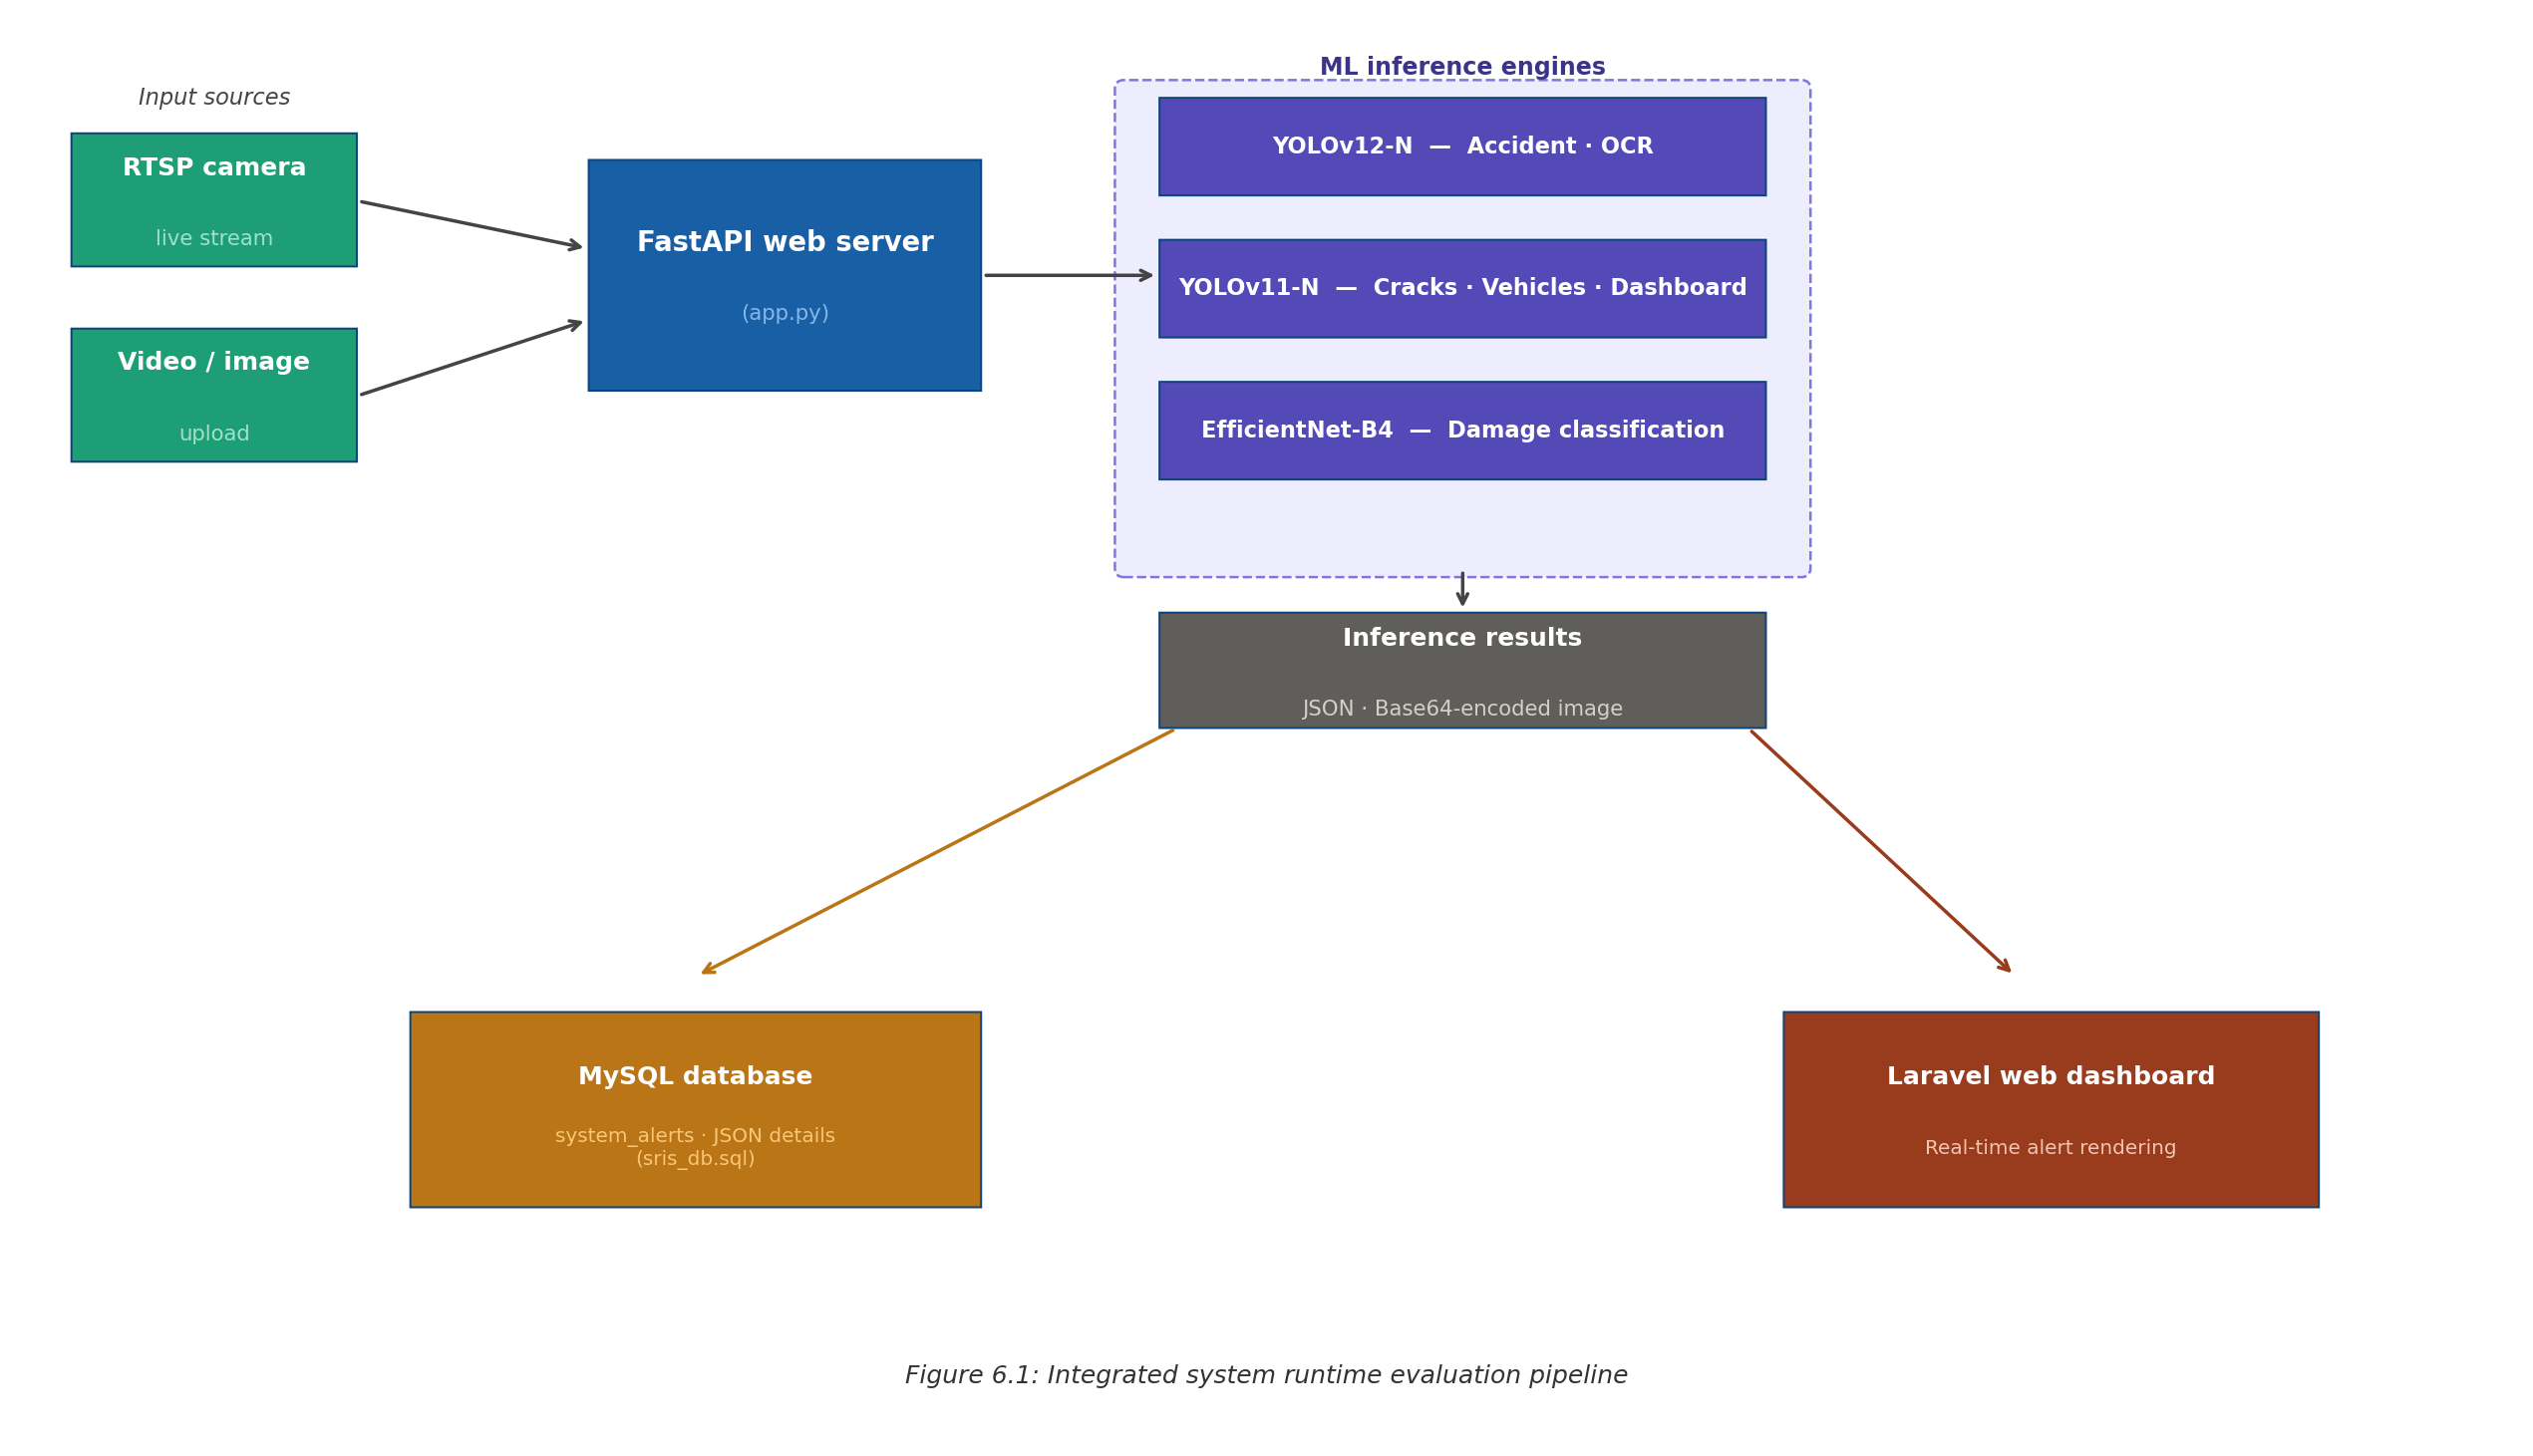 Input sources
RTSP camera
live stream
Video / image
upload
FastAPI web server
(app.py)
ML inference engines
YOLOv12-N — Accident · OCR
YOLOv11-N — Cracks · Vehicles · Dashboard
EfficientNet-B4 — Damage classification
Inference results
JSON · Base64-encoded image
MySQL database
system_alerts · JSON details
(sris_db.sql)
Laravel web dashboard
Real-time alert rendering
Figure 6.1: Integrated system runtime evaluation pipeline